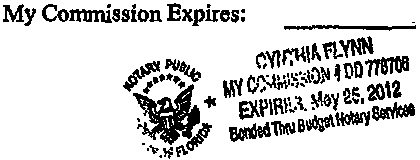 My Commission Expires:
NOTARY PUBLIC
FLORIDA
CYNTHIA FLYNN
MY COMMISSION # DD 778708
EXPIRES: May 25, 2012
Bonded Thru Budget Notary Services